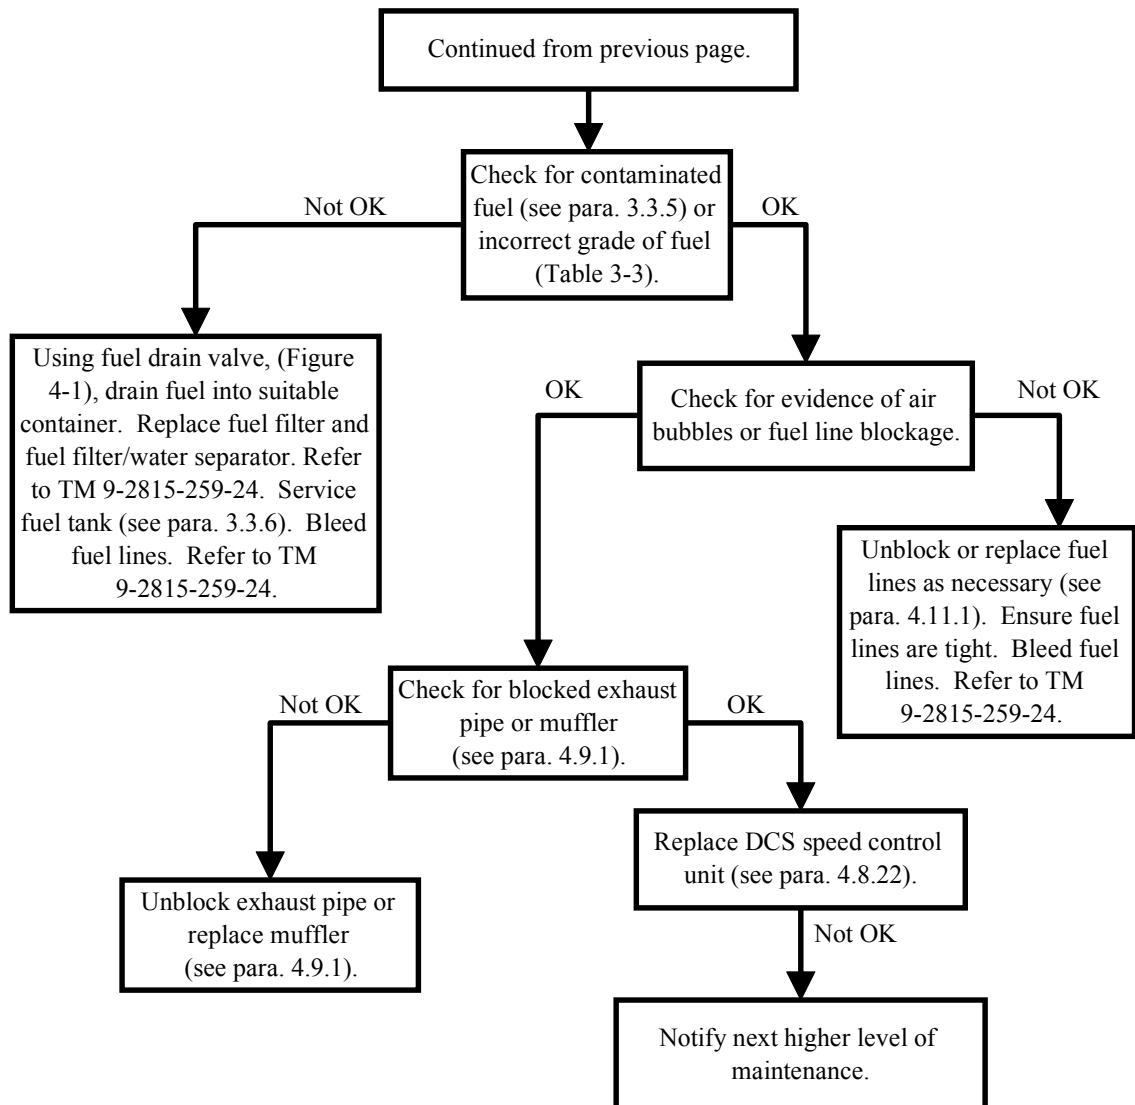 Continued from previous page.
Check for contaminated
fuel (see para. 3.3.5) or
incorrect grade of fuel
(Table 3-3).
Not OK
OK
Using fuel drain valve, (Figure
4-1), drain fuel into suitable
container.  Replace fuel filter and
fuel filter/water separator. Refer
to TM 9-2815-259-24.  Service
fuel tank (see para. 3.3.6).  Bleed
fuel lines.  Refer to TM
9-2815-259-24.
Check for evidence of air
bubbles or fuel line blockage.
OK
Not OK
Unblock or replace fuel
lines as necessary (see
para. 4.11.1).  Ensure fuel
lines are tight.  Bleed fuel
lines.  Refer to TM
9-2815-259-24.
Check for blocked exhaust
pipe or muffler
(see para. 4.9.1).
Not OK
OK
Unblock exhaust pipe or
replace muffler
(see para. 4.9.1).
Replace DCS speed control
unit (see para. 4.8.22).
Not OK
Notify next higher level of
maintenance.